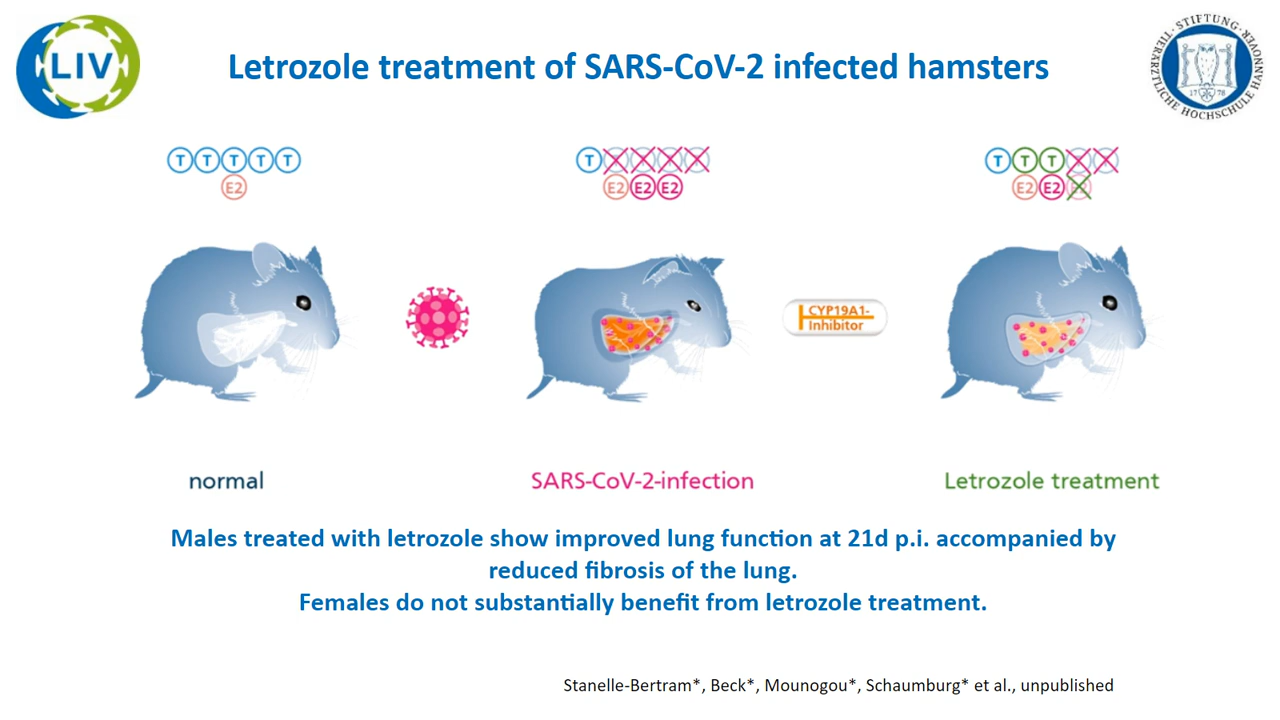 LIV
Letrozole treatment of SARS-CoV-2 infected hamsters
STIFTUNG · TIERÄRZTLICHE HOCHSCHULE HANNOVER ·
1778
T T T T T
E2
T
E2 E2 E2
T T T
E2 E2 E2
CYP19A1-
Inhibitor
normal
SARS-CoV-2-infection
Letrozole treatment
Males treated with letrozole show improved lung function at 21d p.i. accompanied by
reduced fibrosis of the lung.
Females do not substantially benefit from letrozole treatment.
Stanelle-Bertram*, Beck*, Mounogou*, Schaumburg* et al., unpublished